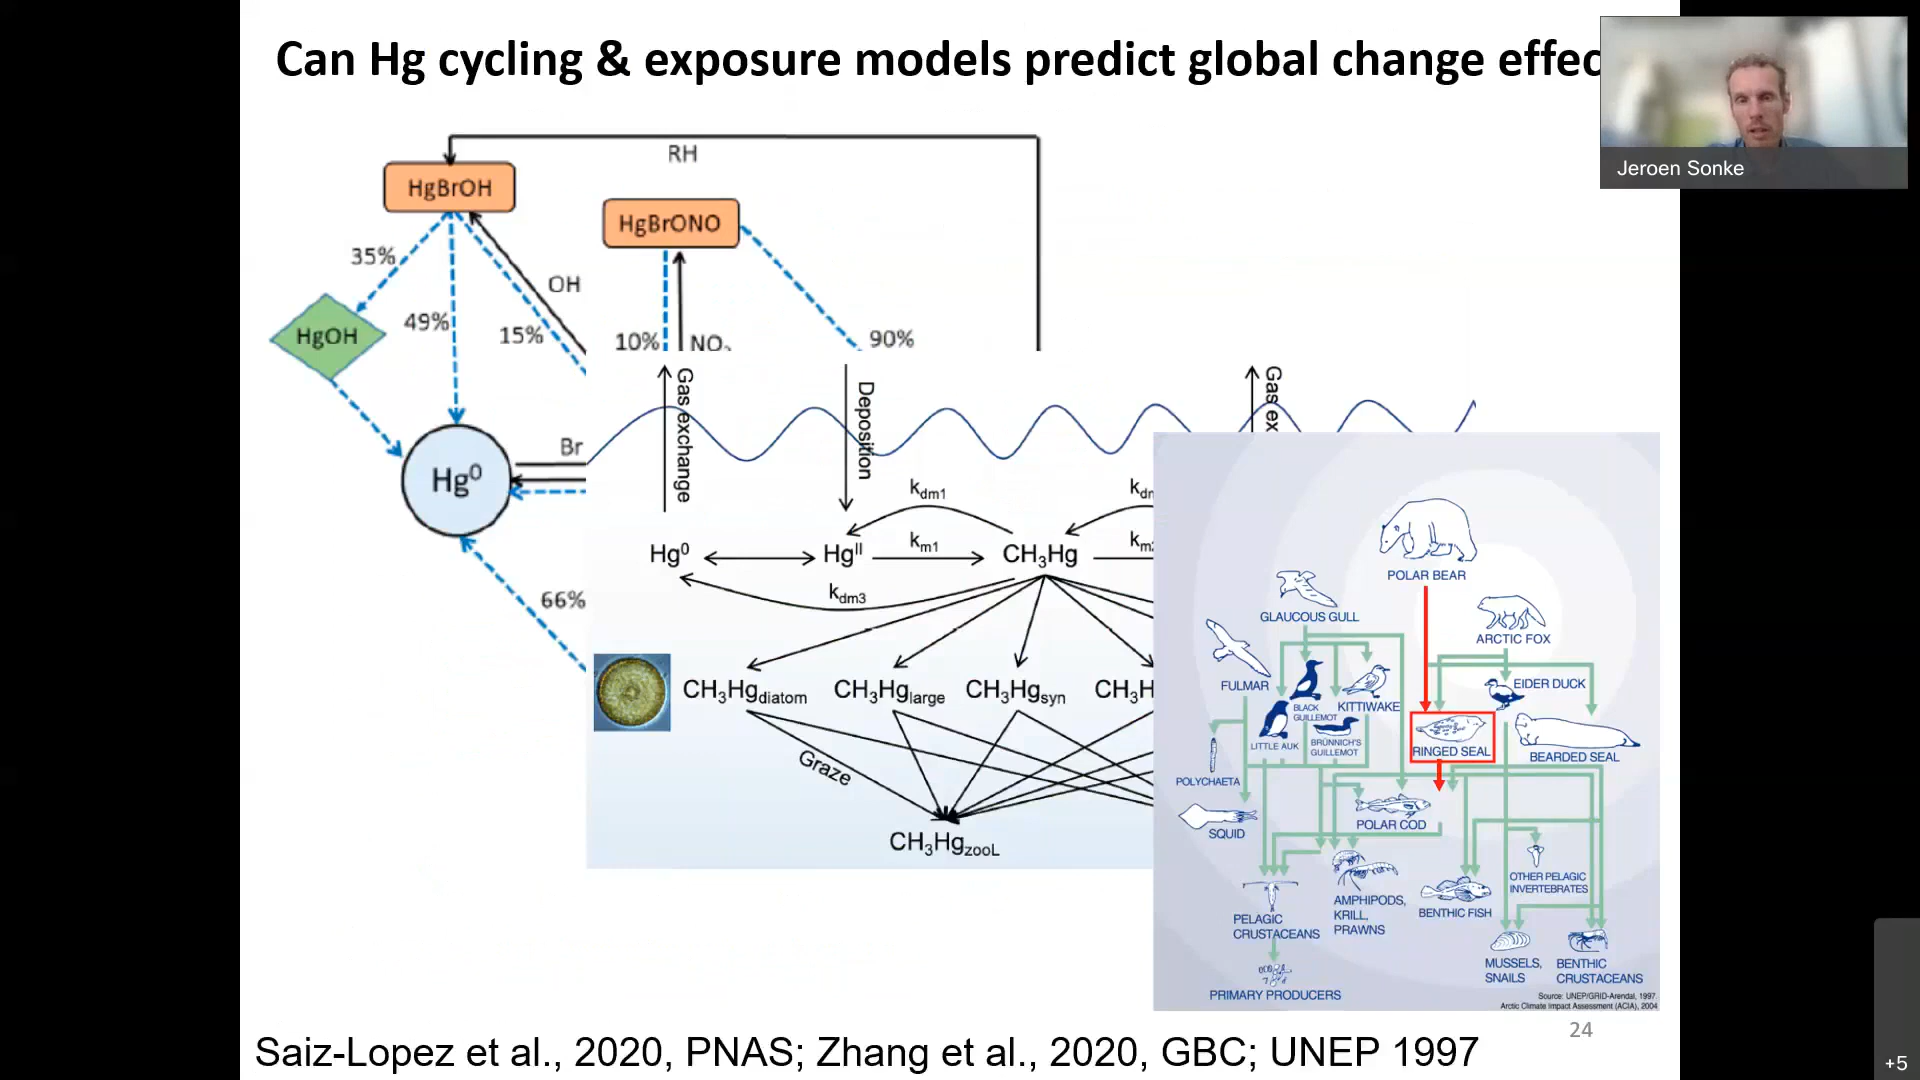 Can Hg cycling & exposure models predict global change effec
Jeroen Sonke
RH
HgBrOH
HgBrONO
35%
OH
HgOH
49%
15%
10%
NO₂
90%
Gas exchange
Deposition
Gas ex
Br
Hg⁰
k_dm1
Hg⁰
Hg^II
k_m1
CH₃Hg
k_dm3
66%
CH₃Hg_diatom
CH₃Hg_large
CH₃Hg_syn
CH₃H
Graze
CH₃Hg_zooL
POLAR BEAR
GLAUCOUS GULL
ARCTIC FOX
FULMAR
EIDER DUCK
BLACK
GUILLEMOT
KITTIWAKE
LITTLE AUK
BRÜNNICH'S
GUILLEMOT
RINGED SEAL
BEARDED SEAL
POLYCHAETA
SQUID
POLAR COD
OTHER PELAGIC
INVERTEBRATES
AMPHIPODS,
KRILL,
PRAWNS
BENTHIC FISH
PELAGIC
CRUSTACEANS
MUSSELS,
SNAILS
BENTHIC
CRUSTACEANS
PRIMARY PRODUCERS
Source: UNEP/GRID-Arendal, 1997
Arctic Climate Impact Assessment (ACIA), 2004
24
Saiz-Lopez et al., 2020, PNAS; Zhang et al., 2020, GBC; UNEP 1997
+5